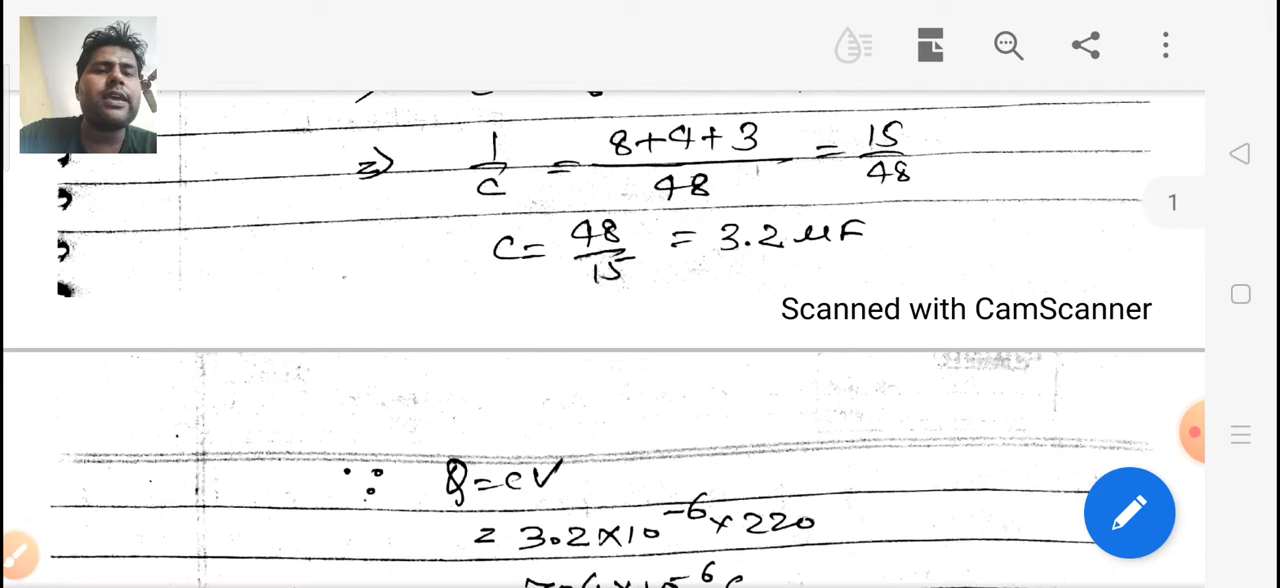 => 1/C = 8+4+3/48 = 15/48
1
C = 48/15 = 3.2 μF
Scanned with CamScanner
∵ Q = CV
= 3.2×10^-6 × 220